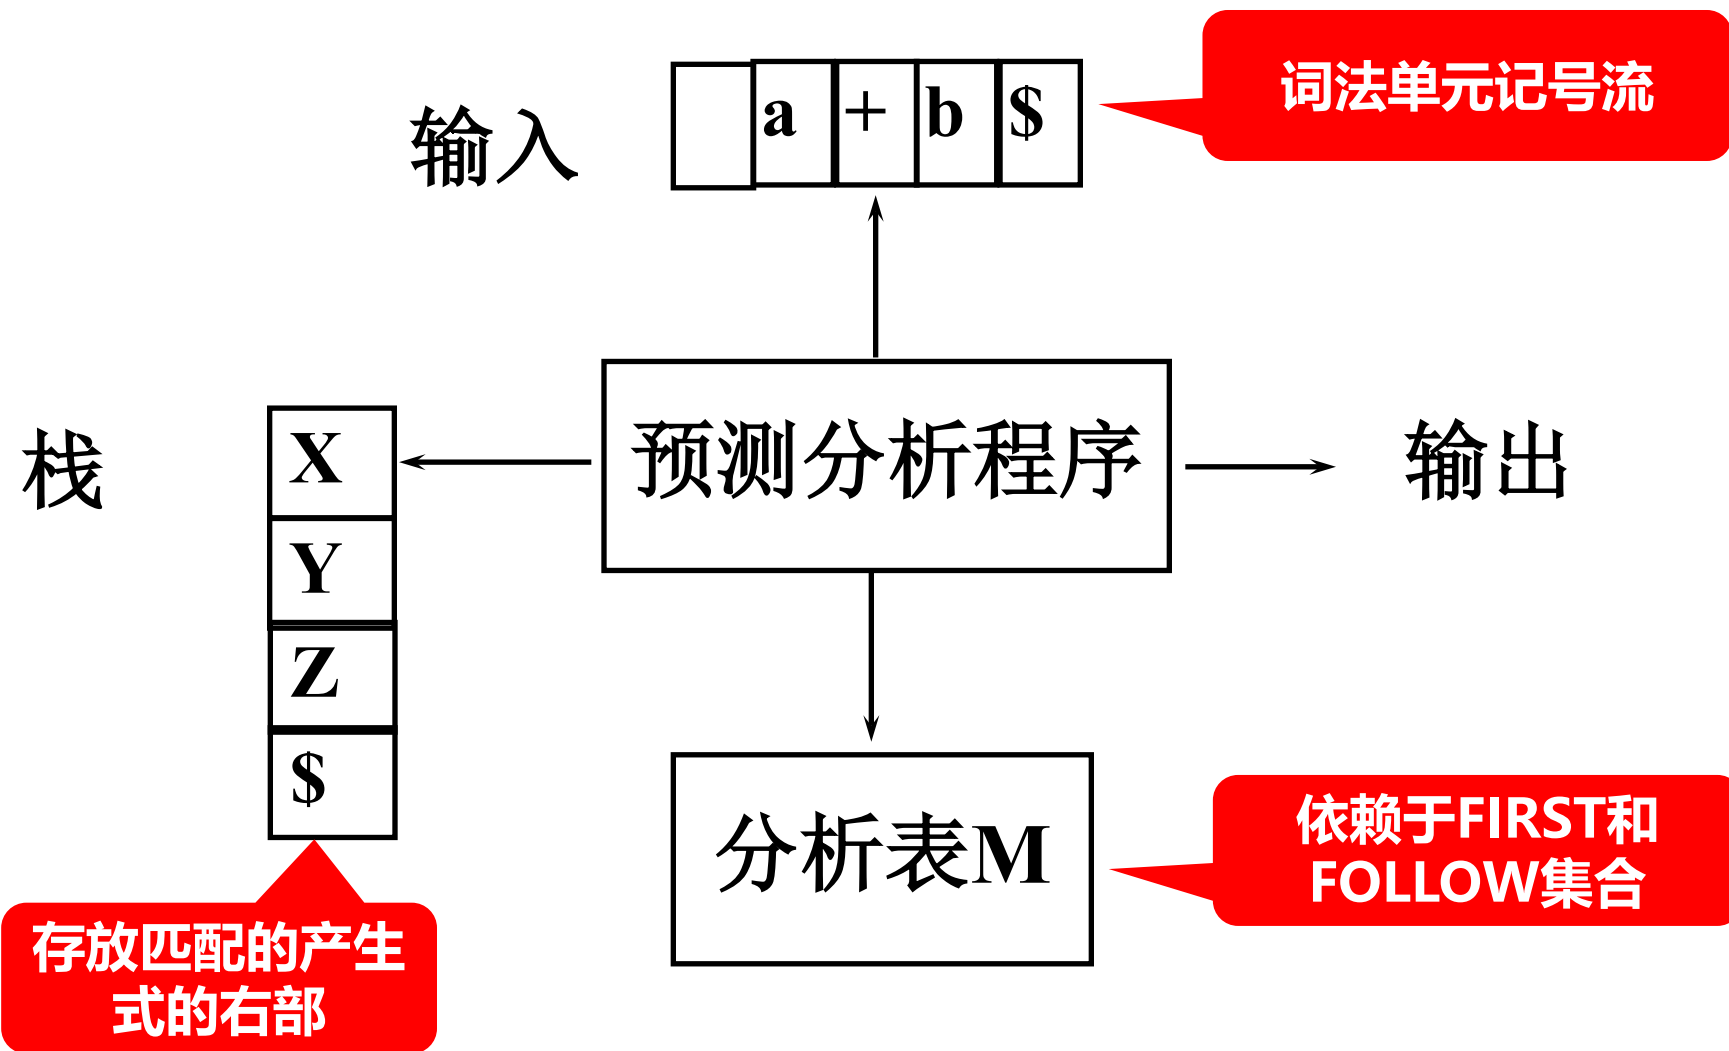 词法单元记号流
输入
a + b $
栈
X
Y
Z
$
预测分析程序
输出
分析表M
依赖于FIRST和
FOLLOW集合
存放匹配的产生
式的右部